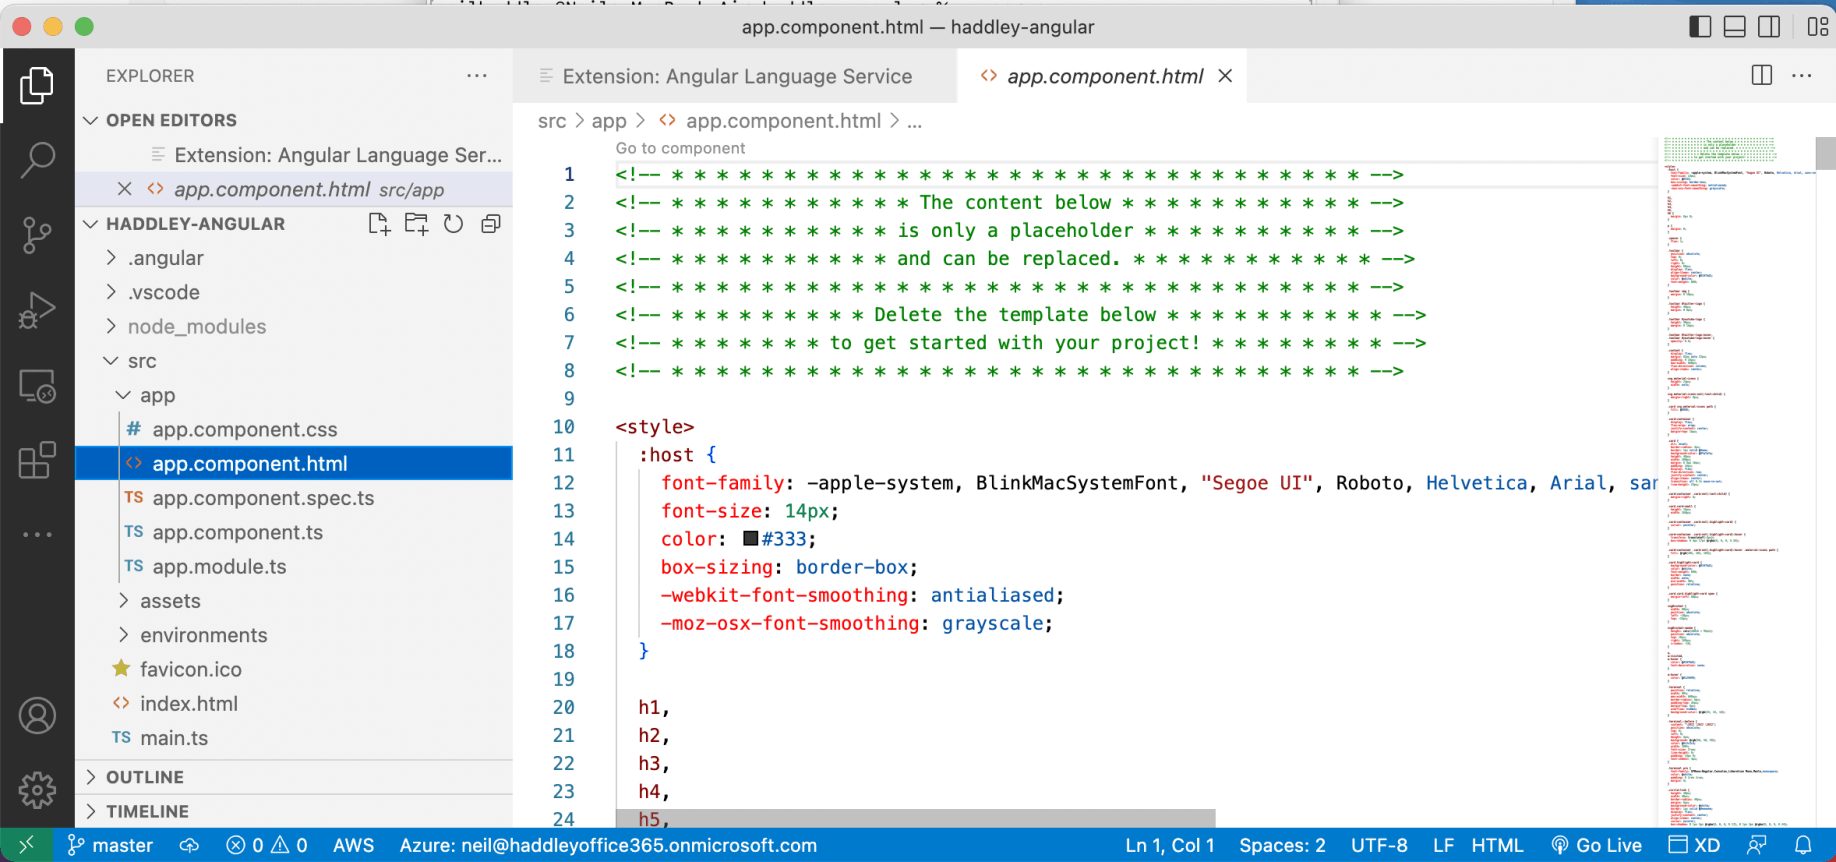 app.component.html — haddley-angular
EXPLORER
Extension: Angular Language Service
app.component.html
OPEN EDITORS
Extension: Angular Language Ser...
app.component.html src/app
HADDLEY-ANGULAR
.angular
.vscode
node_modules
src
app
# app.component.css
<> app.component.html
TS app.component.spec.ts
TS app.component.ts
TS app.module.ts
assets
environments
favicon.ico
<> index.html
TS main.ts
OUTLINE
TIMELINE
src > app > <> app.component.html > ...
Go to component
1 <!-- * * * * * * * * * * * * * * * * * * * * * * * * * * * * * * * -->
2 <!-- * * * * * * * * * * * The content below * * * * * * * * * * * -->
3 <!-- * * * * * * * * * * is only a placeholder * * * * * * * * * * -->
4 <!-- * * * * * * * * * * and can be replaced. * * * * * * * * * * * -->
5 <!-- * * * * * * * * * * * * * * * * * * * * * * * * * * * * * * * -->
6 <!-- * * * * * * * * * Delete the template below * * * * * * * * * * -->
7 <!-- * * * * * * * to get started with your project! * * * * * * * * -->
8 <!-- * * * * * * * * * * * * * * * * * * * * * * * * * * * * * * * -->
9
10 <style>
11 :host {
12 font-family: -apple-system, BlinkMacSystemFont, "Segoe UI", Roboto, Helvetica, Arial, san
13 font-size: 14px;
14 color: #333;
15 box-sizing: border-box;
16 -webkit-font-smoothing: antialiased;
17 -moz-osx-font-smoothing: grayscale;
18 }
19
20 h1,
21 h2,
22 h3,
23 h4,
24 h5,
master
0 0
AWS
Azure: neil@haddleyoffice365.onmicrosoft.com
Ln 1, Col 1
Spaces: 2
UTF-8
LF
HTML
Go Live
XD